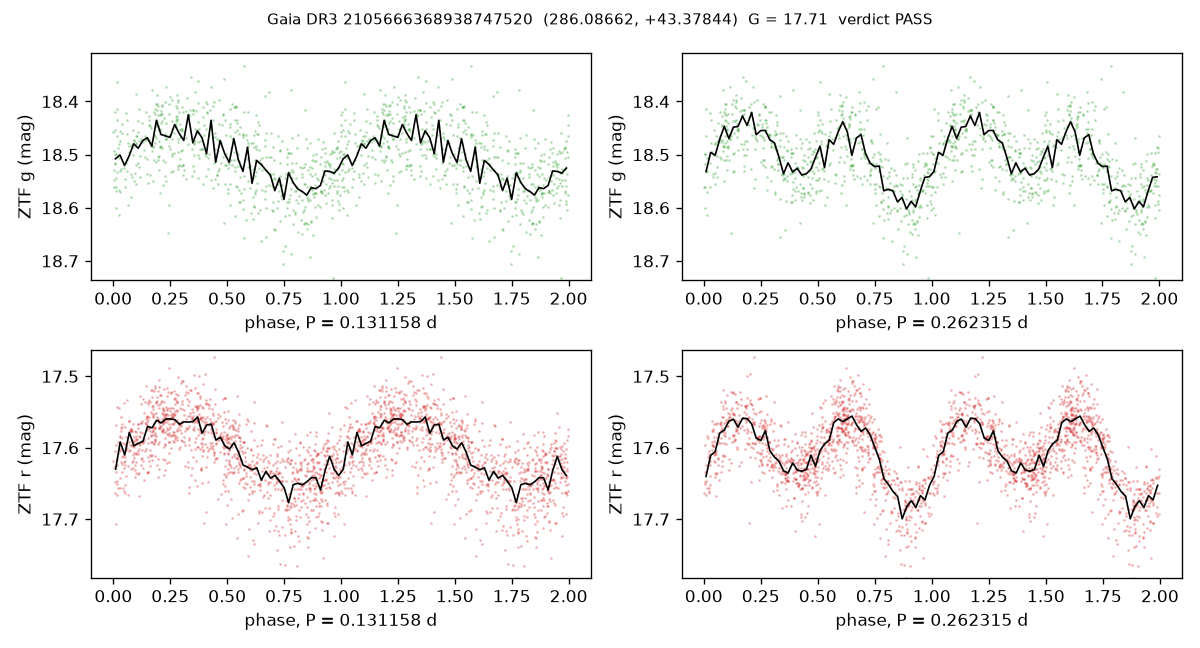 Gaia DR3 2105666368938747520  (286.08662, +43.37844)  G = 17.71  verdict PASS
ZTF g (mag)
18.4
18.5
18.6
18.7
0.00 0.25 0.50 0.75 1.00 1.25 1.50 1.75 2.00
phase, P = 0.131158 d
ZTF g (mag)
18.4
18.5
18.6
18.7
0.00 0.25 0.50 0.75 1.00 1.25 1.50 1.75 2.00
phase, P = 0.262315 d
ZTF r (mag)
17.5
17.6
17.7
0.00 0.25 0.50 0.75 1.00 1.25 1.50 1.75 2.00
phase, P = 0.131158 d
ZTF r (mag)
17.5
17.6
17.7
0.00 0.25 0.50 0.75 1.00 1.25 1.50 1.75 2.00
phase, P = 0.262315 d